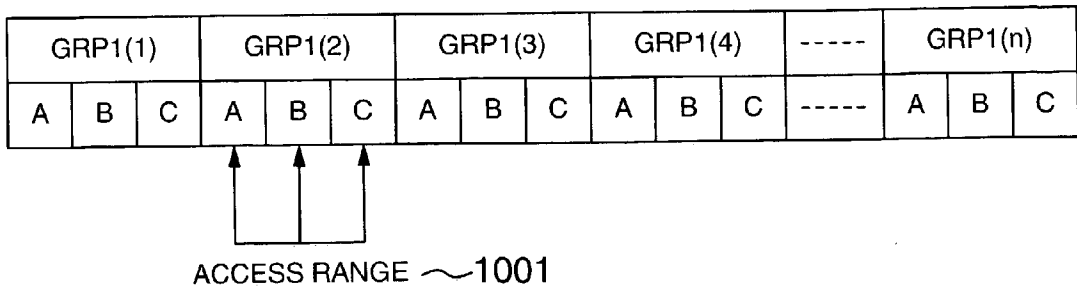 GRP1(1) GRP1(2) GRP1(3) GRP1(4) ----- GRP1(n)
A B C A B C A B C A B C ----- A B C
ACCESS RANGE 1001